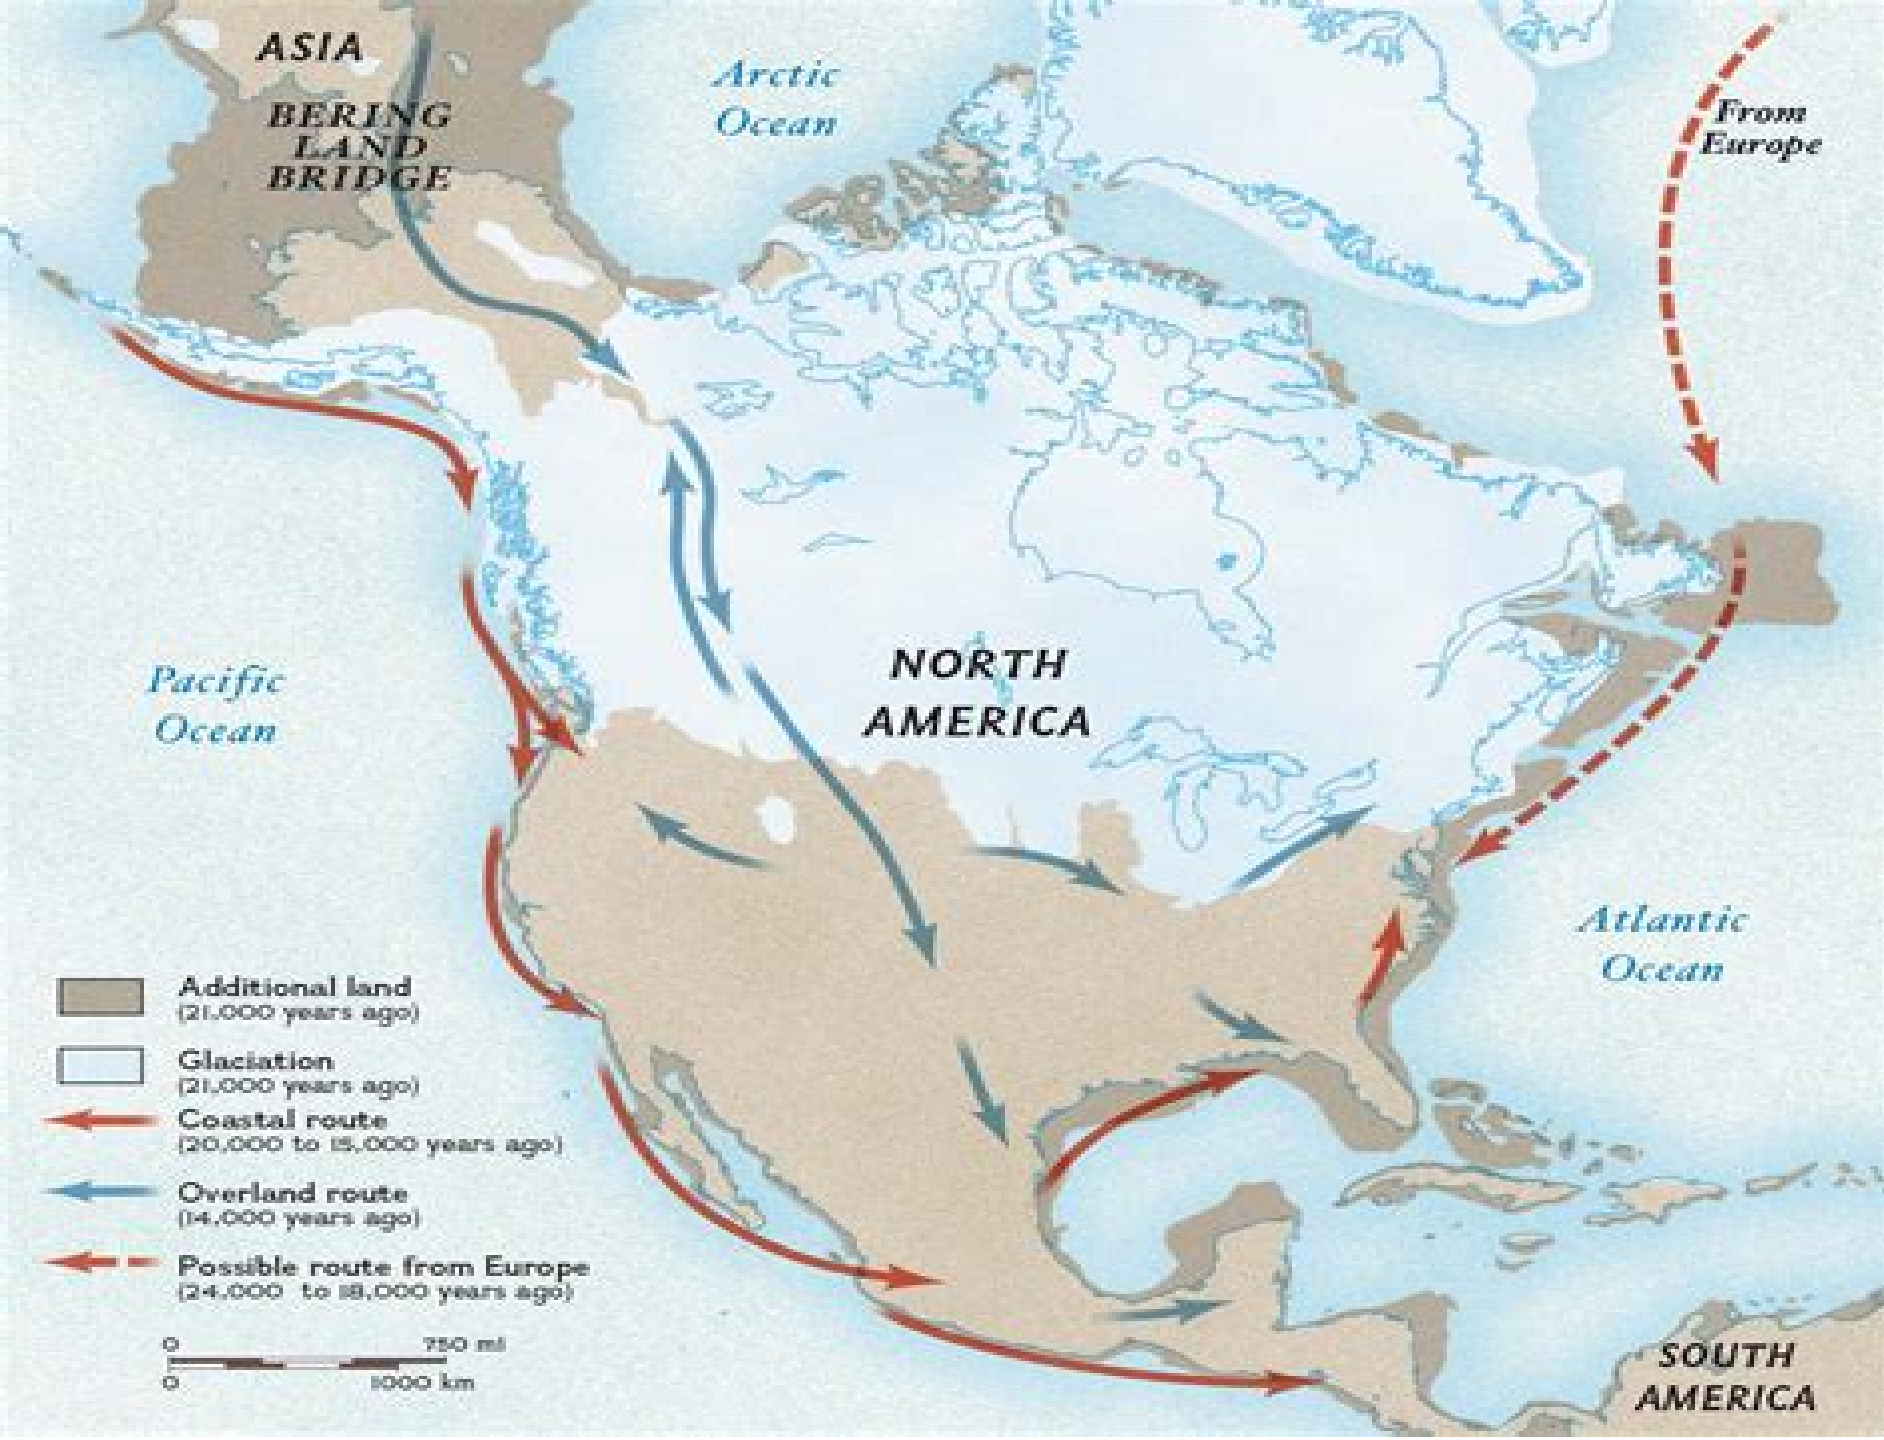 ASIA
BERING
LAND
BRIDGE
Arctic
Ocean
From
Europe
NORTH
AMERICA
Pacific
Ocean
Atlantic
Ocean
Additional land
(21,000 years ago)
Glaciation
(21,000 years ago)
Coastal route
(20,000 to 15,000 years ago)
Overland route
(14,000 years ago)
Possible route from Europe
(24,000 to 18,000 years ago)
0 750 mi
0 1000 km
SOUTH
AMERICA